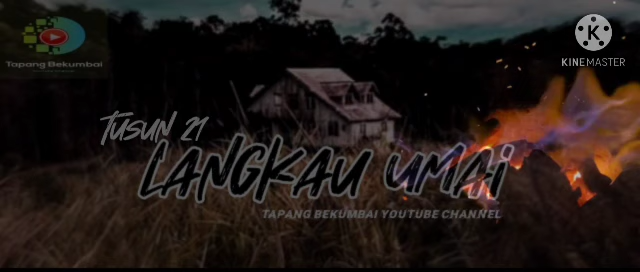 Tapang Bekumbai
KINEMASTER
TUSUN 21
LANGKAU UMAI
TAPANG BEKUMBAI YOUTUBE CHANNEL